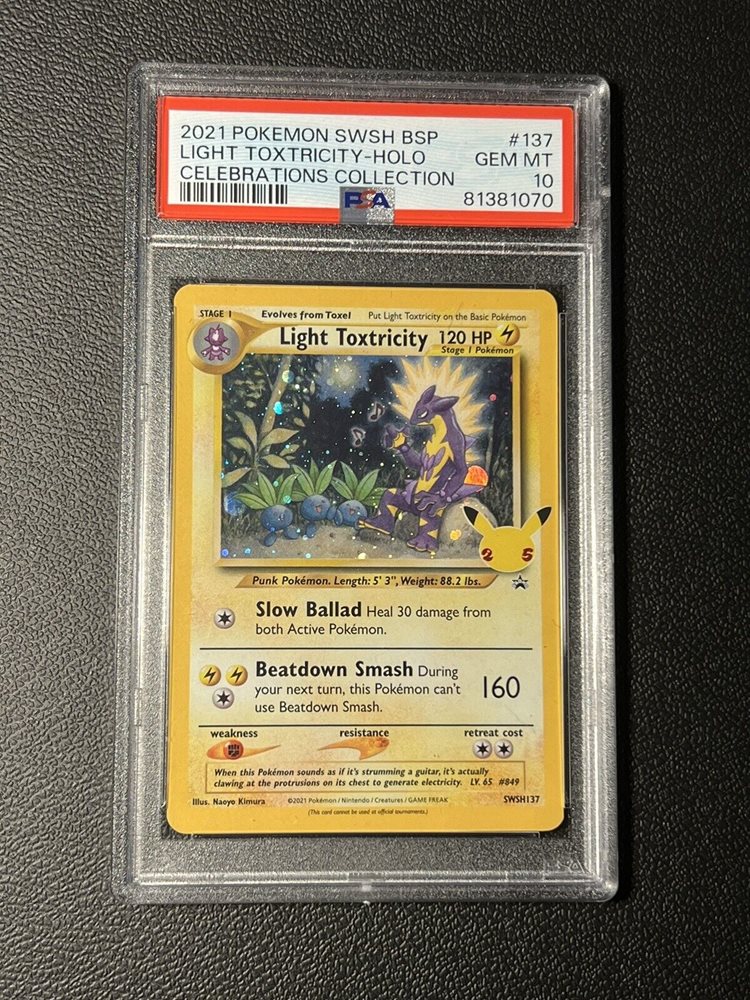 2021 POKEMON SWSH BSP #137
LIGHT TOXTRICITY-HOLO GEM MT
CELEBRATIONS COLLECTION 10
PSA 81381070
STAGE 1 Evolves from Toxel Put Light Toxtricity on the Basic Pokémon
Light Toxtricity 120 HP
Stage 1 Pokémon
2 5
Punk Pokémon. Length: 5' 3", Weight: 88.2 lbs.
Slow Ballad Heal 30 damage from
both Active Pokémon.
Beatdown Smash During
your next turn, this Pokémon can't 160
use Beatdown Smash.
weakness resistance retreat cost
When this Pokémon sounds as if it's strumming a guitar, it's actually
clawing at the protrusions on its chest to generate electricity. LV. 65 #849
Illus. Naoyo Kimura ©2021 Pokémon / Nintendo / Creatures / GAME FREAK SWSH137
(This card cannot be used at official tournaments.)